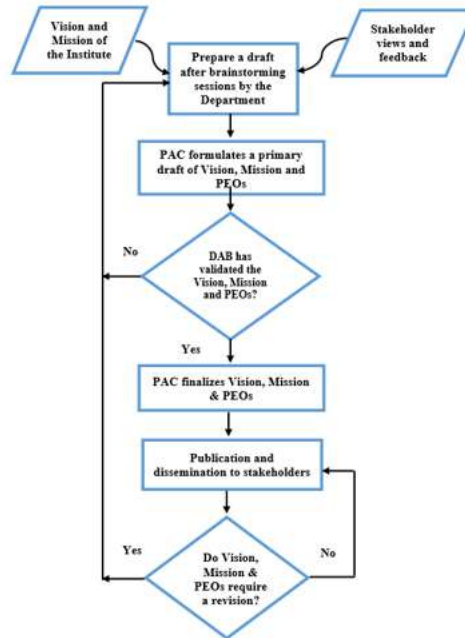 Vision and
Mission of
the Institute
Stakeholder
views and
feedback
Prepare a draft
after brainstorming
sessions by the
Department
PAC formulates a primary
draft of Vision, Mission and
PEOs
No
DAB has
validated the
Vision, Mission
and PEOs?
Yes
PAC finalizes Vision, Mission
& PEOs
Publication and
dissemination to stakeholders
Yes
Do Vision,
Mission &
PEOs require
a revision?
No